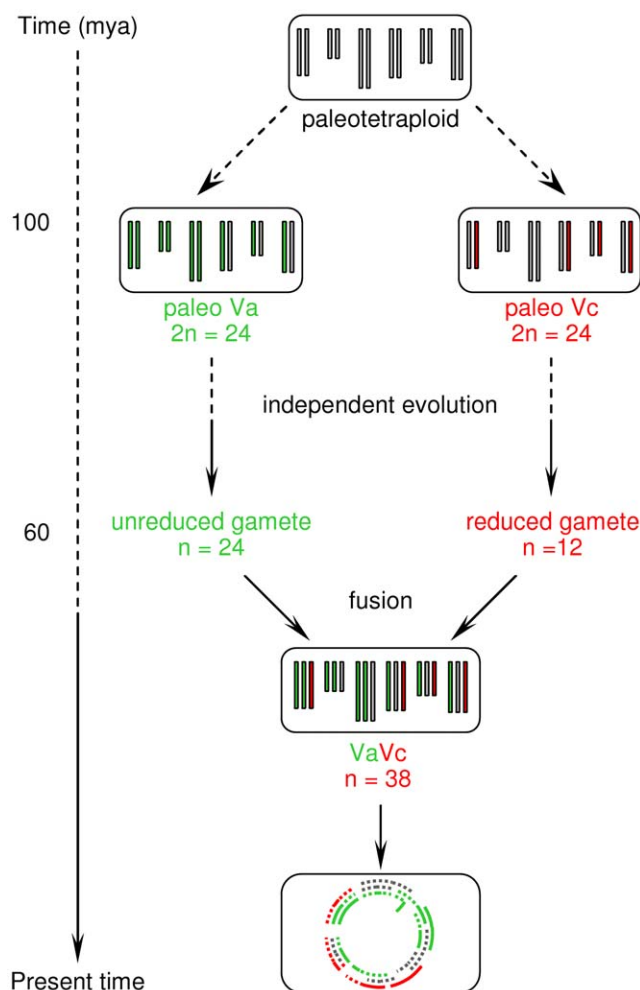 Time (mya)
paleotetraploid
100
paleo Va
2n = 24
paleo Vc
2n = 24
independent evolution
60
unreduced gamete
n = 24
reduced gamete
n =12
fusion
VaVc
n = 38
Present time